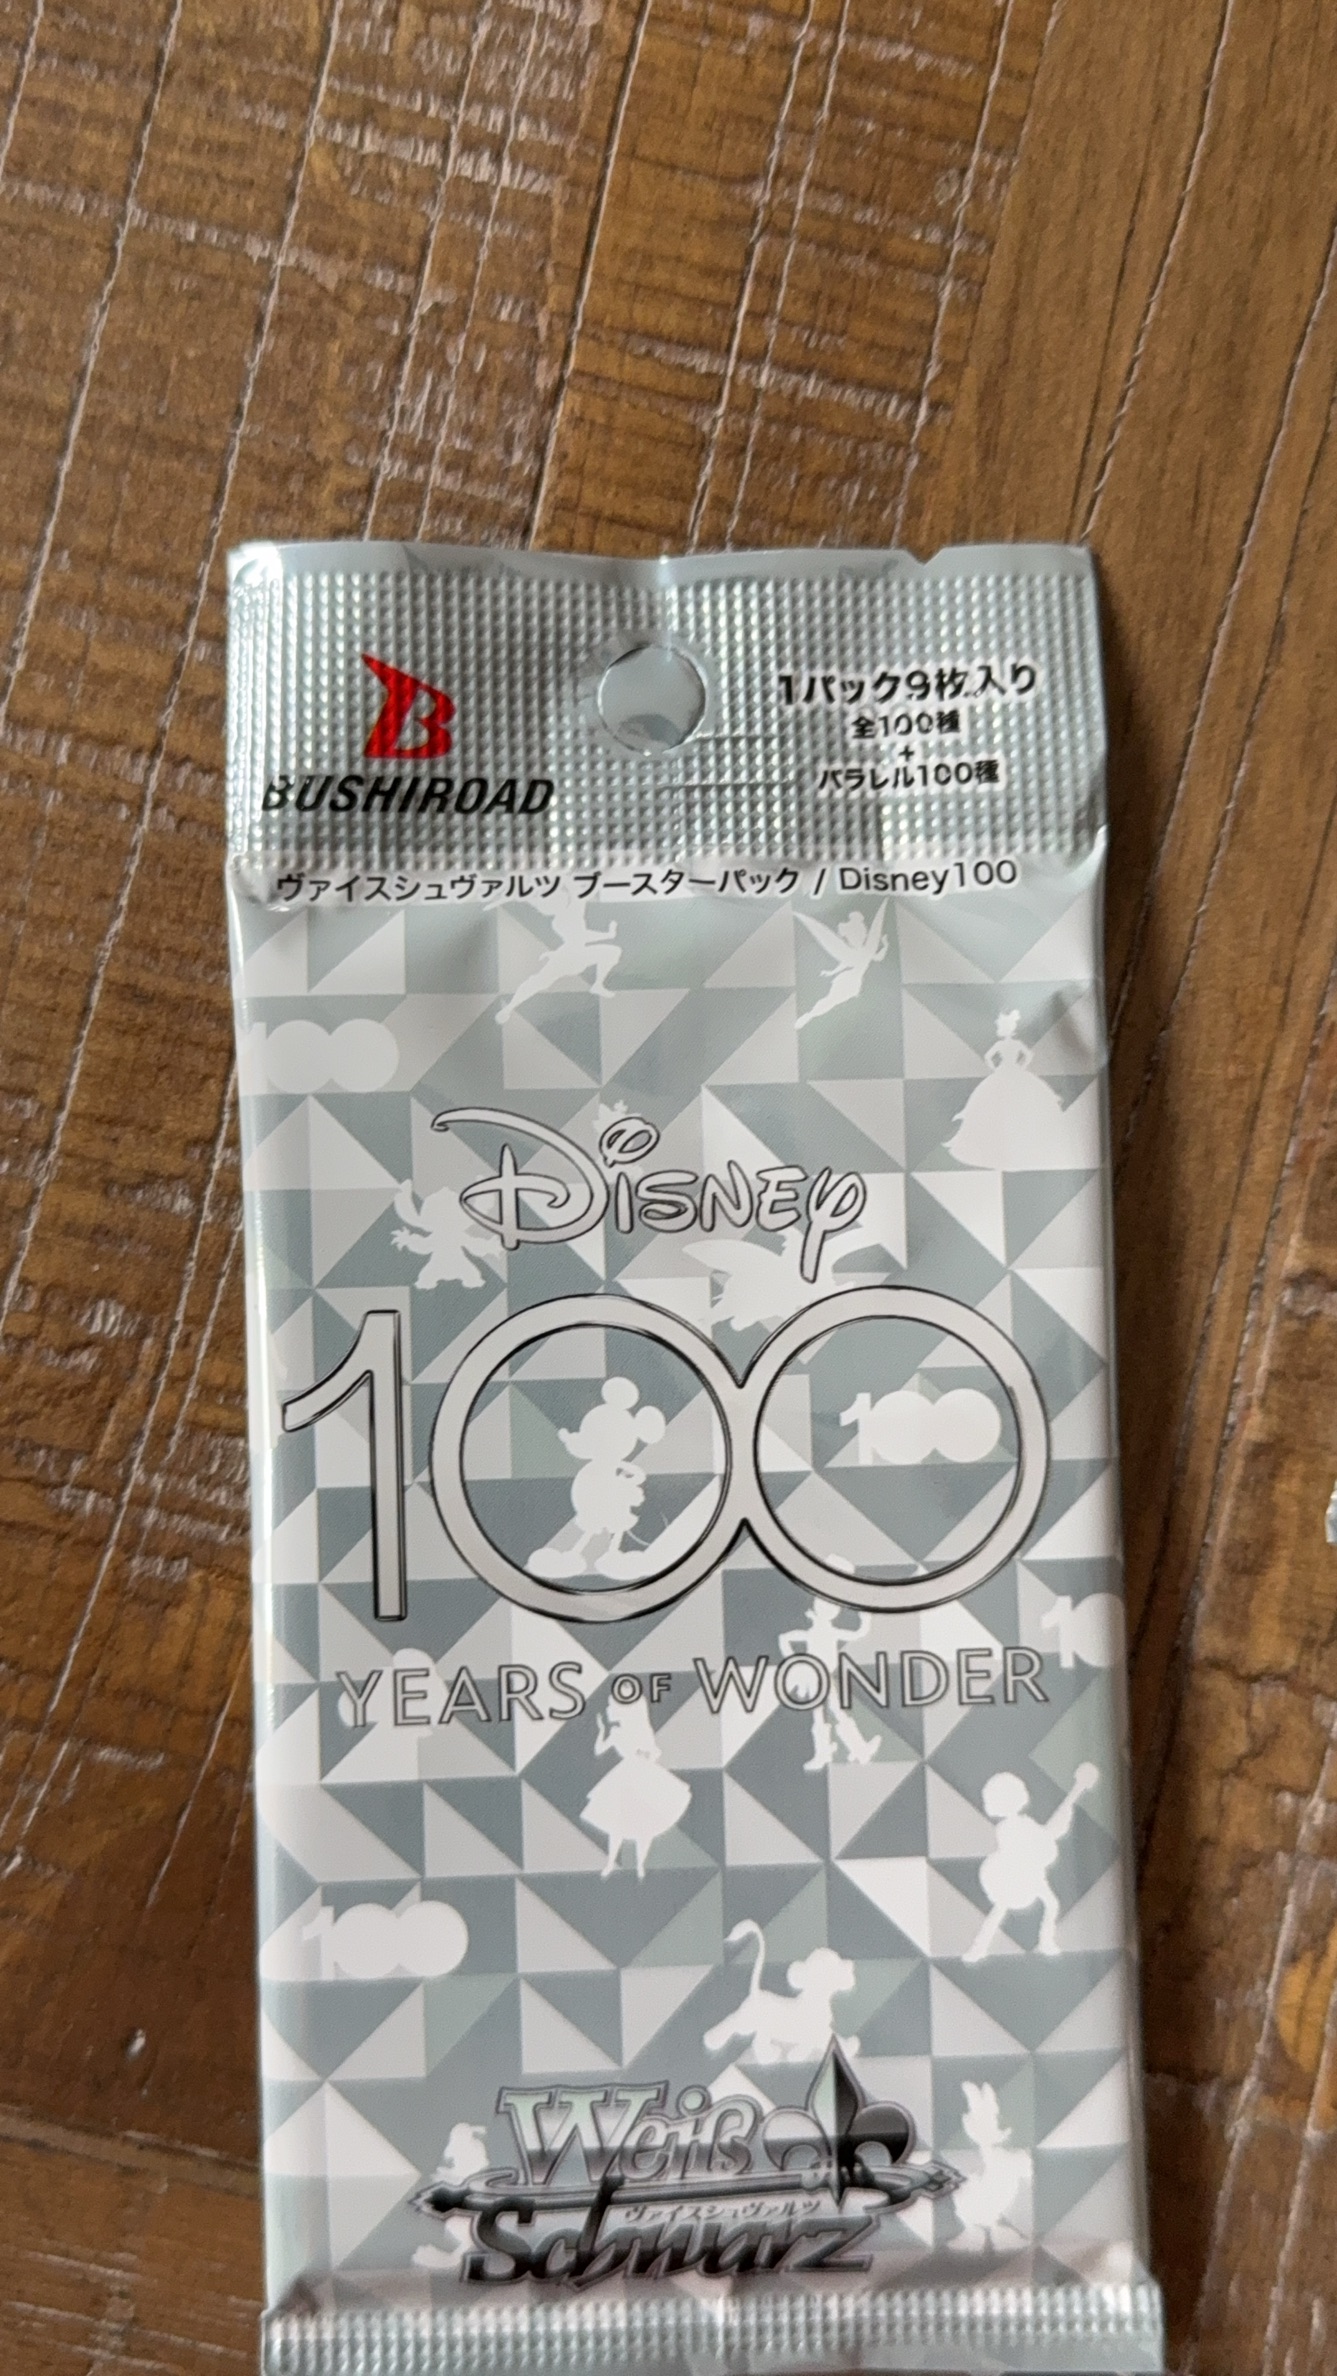 BUSHIROAD
1パック9枚入り
全100種
+
パラレル100種
ヴァイスシュヴァルツ ブースターパック / Disney100
100
Disney
100
100
10
YEARS OF WONDER
100
Weiß
ヴァイスシュヴァルツ
Schwarz